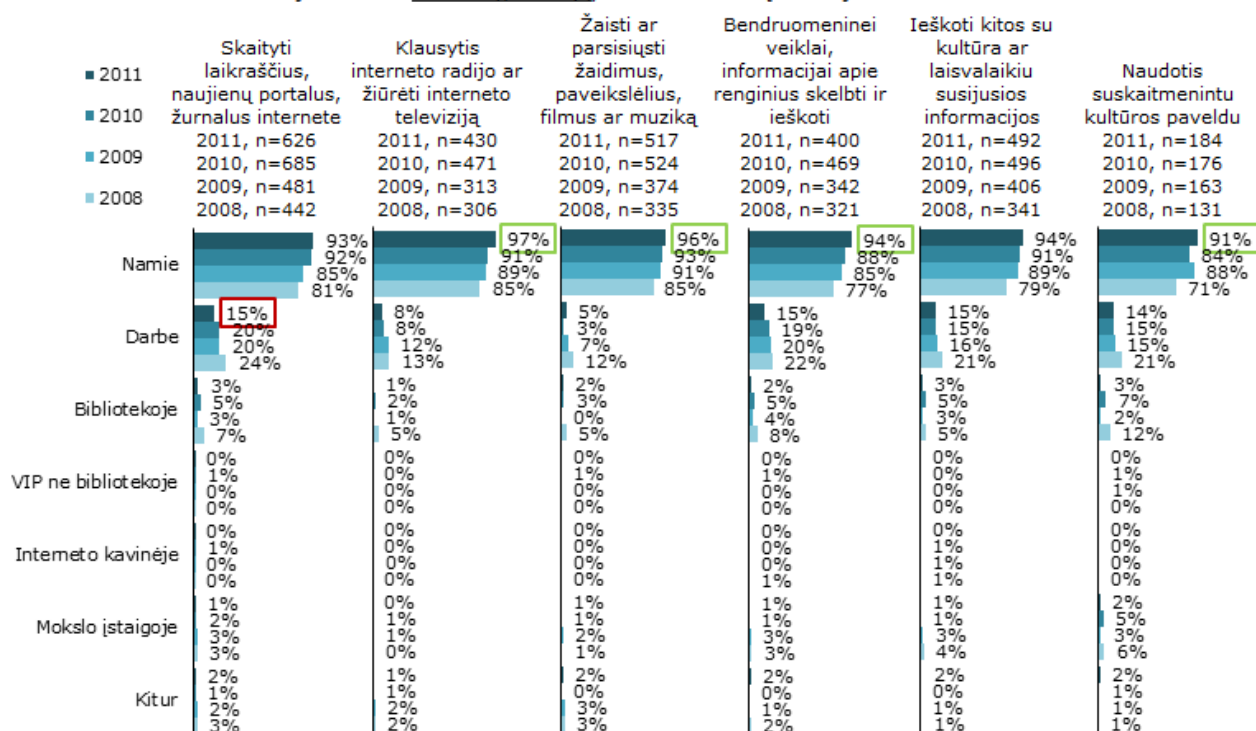 2011
2010
2009
2008
Skaityti
laikraščius,
naujienų portalus,
žurnalus internete
2011, n=626
2010, n=685
2009, n=481
2008, n=442
Klausytis
interneto radijo ar
žiūrėti interneto
televiziją
2011, n=430
2010, n=471
2009, n=313
2008, n=306
Žaisti ar
parsisiųsti
žaidimus,
paveikslėlius,
filmus ar muziką
2011, n=517
2010, n=524
2009, n=374
2008, n=335
Bendruomeninei
veiklai,
informacijai apie
renginius skelbti ir
ieškoti
2011, n=400
2010, n=469
2009, n=342
2008, n=321
Ieškoti kitos su
kultūra ar
laisvalaikiu
susijusios
informacijos
2011, n=492
2010, n=496
2009, n=406
2008, n=341
Naudotis
suskaitmenintu
kultūros paveldu
2011, n=184
2010, n=176
2009, n=163
2008, n=131
Namie
93% 97% 96% 94% 94% 91%
92% 91% 93% 88% 91% 84%
85% 89% 91% 85% 89% 88%
81% 85% 85% 77% 79% 71%
Darbe
15% 8% 5% 15% 15% 14%
20% 8% 3% 19% 15% 15%
20% 12% 7% 20% 16% 15%
24% 13% 12% 22% 21% 21%
Bibliotekoje
3% 1% 2% 2% 3% 3%
5% 2% 3% 5% 5% 7%
3% 1% 0% 4% 3% 2%
7% 5% 5% 8% 5% 12%
VIP ne bibliotekoje
0% 0% 0% 0% 0% 0%
1% 0% 1% 1% 0% 1%
0% 0% 0% 0% 0% 1%
0% 0% 0% 0% 0% 0%
Interneto kavinėje
0% 0% 0% 0% 0% 0%
1% 0% 0% 0% 1% 0%
0% 0% 0% 0% 1% 0%
0% 0% 0% 1% 1% 0%
Mokslo įstaigoje
1% 0% 1% 1% 1% 2%
2% 1% 1% 1% 1% 5%
3% 1% 2% 3% 3% 3%
3% 0% 1% 3% 4% 6%
Kitur
2% 1% 2% 2% 2% 2%
1% 1% 0% 0% 0% 1%
2% 2% 3% 1% 1% 1%
3% 2% 3% 2% 1% 1%